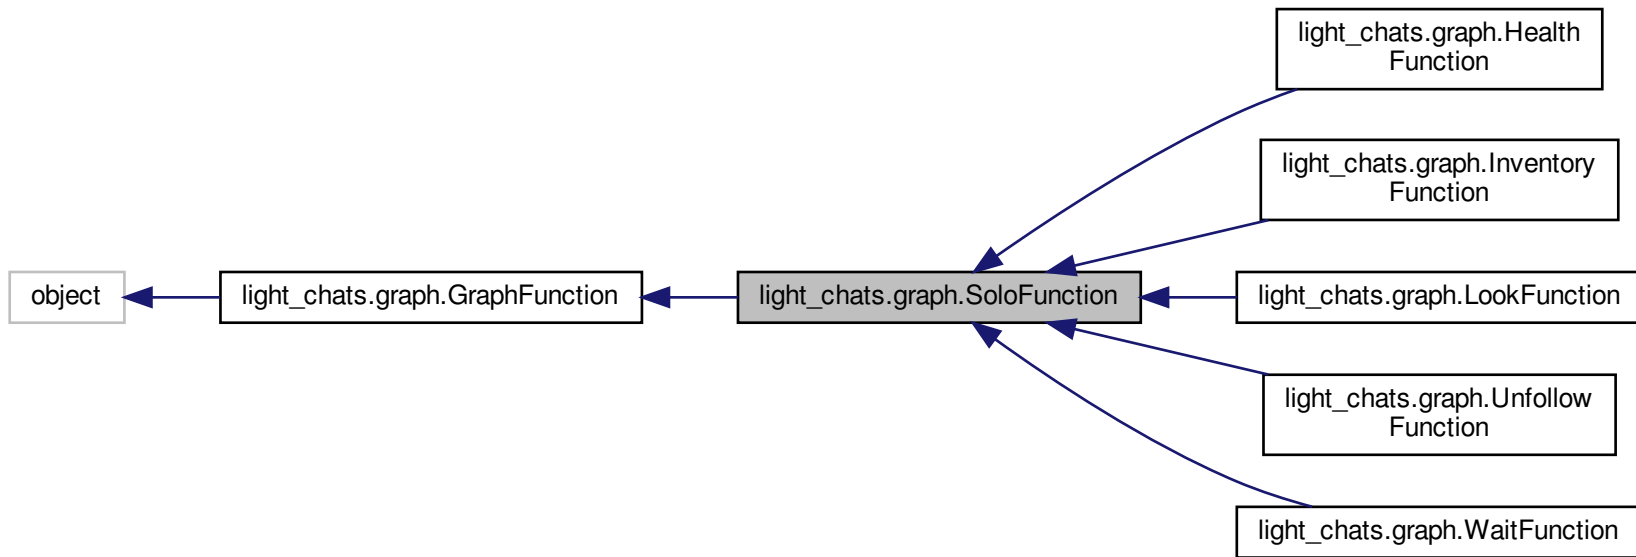 object
light_chats.graph.GraphFunction
light_chats.graph.SoloFunction
light_chats.graph.Health
Function
light_chats.graph.Inventory
Function
light_chats.graph.LookFunction
light_chats.graph.Unfollow
Function
light_chats.graph.WaitFunction